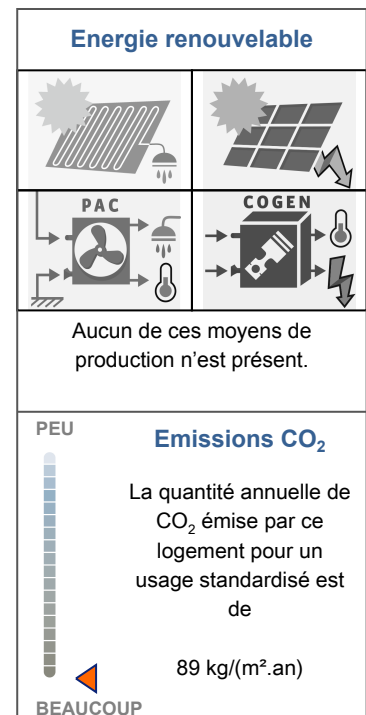 Energie renouvelable
PAC
COGEN
Aucun de ces moyens de
production n'est présent.
PEU
Emissions CO₂
La quantité annuelle de
CO₂ émise par ce
logement pour un
usage standardisé est
de
89 kg/(m².an)
BEAUCOUP